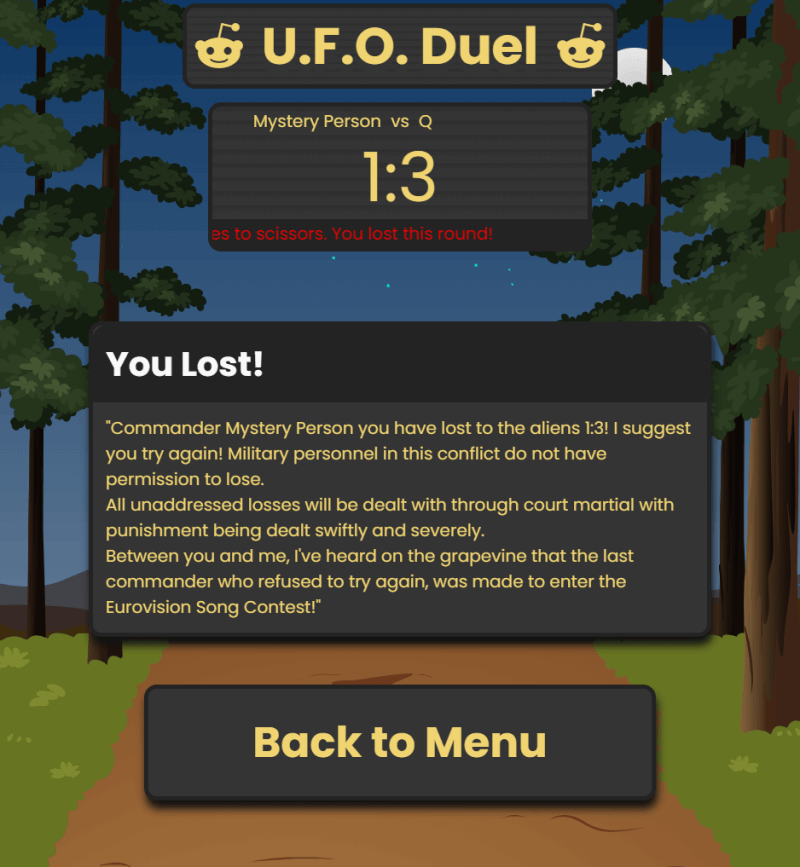 U.F.O. Duel
Mystery Person vs Q
1:3
es to scissors. You lost this round!
You Lost!
"Commander Mystery Person you have lost to the aliens 1:3! I suggest
you try again! Military personnel in this conflict do not have
permission to lose.
All unaddressed losses will be dealt with through court martial with
punishment being dealt swiftly and severely.
Between you and me, I've heard on the grapevine that the last
commander who refused to try again, was made to enter the
Eurovision Song Contest!"
Back to Menu